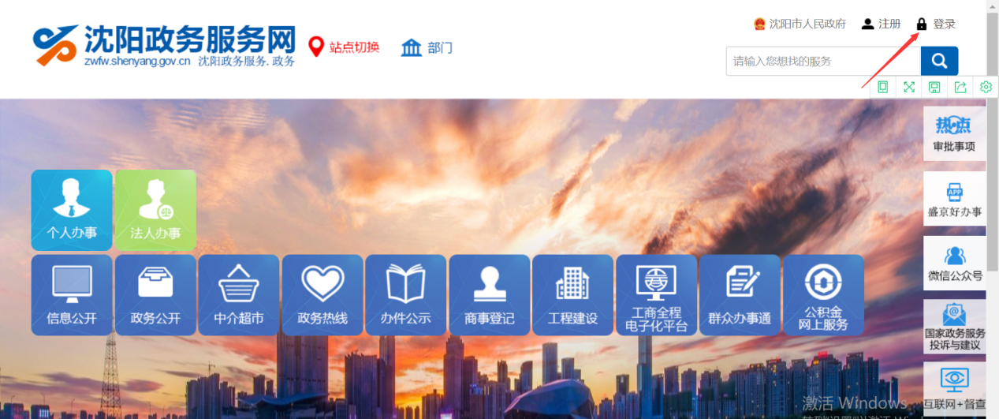 沈阳政务服务网
zwfw.shenyang.gov.cn 沈阳政务服务.政务
站点切换
部门
沈阳市人民政府
注册
登录
请输入您想找的服务
热点
审批事项
个人办事
法人办事
APP
盛京好办事
微信公众号
信息公开
政务公开
中介超市
政务热线
办件公示
商事登记
工程建设
工商全程
电子化平台
群众办事通
公积金
网上服务
国家政务服务
投诉与建议
互联网+督查
激活 Windows